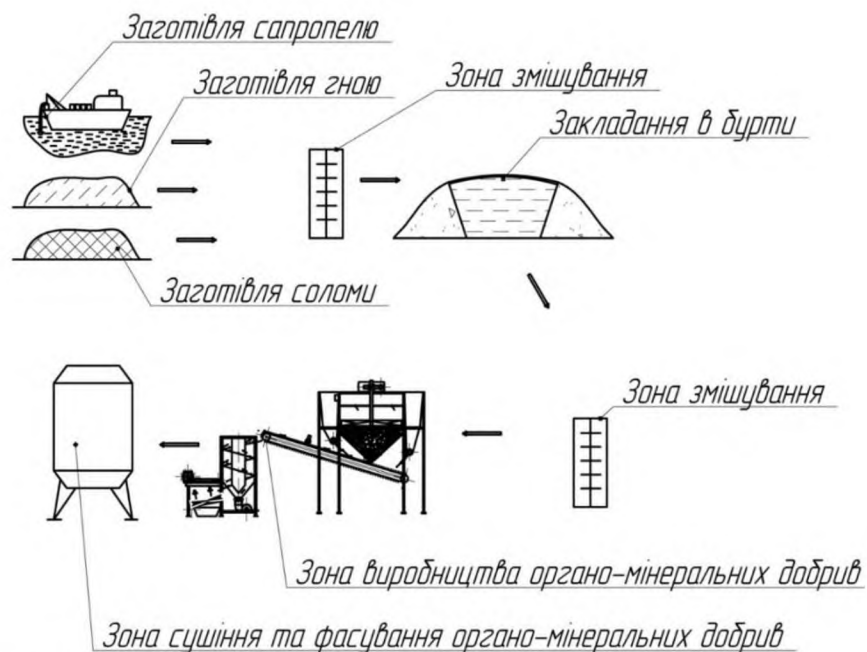 Заготівля сапропелю
Заготівля гною
Зона змішування
Закладання в бурти
Заготівля соломи
Зона змішування
Зона виробництва органо-мінеральних добрив
Зона сушіння та фасування органо-мінеральних добрив